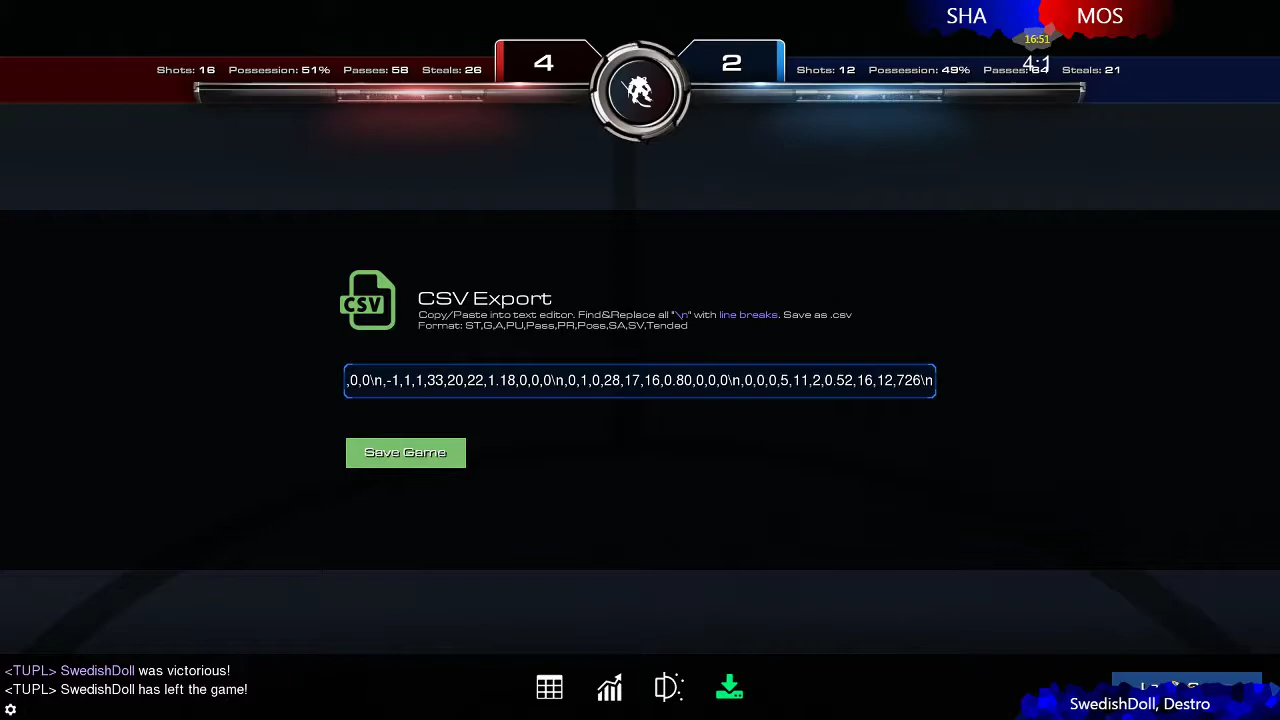 SHA MOS
16:51
4:1
4 2
Shots: 16 Possession: 51% Passes: 58 Steals: 26
Shots: 12 Possession: 49% Passes: Steals: 21
CSV
CSV Export
Copy/Paste into text editor. Find&Replace all "\n" with line breaks. Save as .csv
Format: ST,G,A,PU,Pass,PR,Poss,SA,SV,Tended
,0,0\n,-1,1,1,33,20,22,1.18,0,0,0\n,0,1,0,28,17,16,0.80,0,0,0\n,0,0,0,5,11,2,0.52,16,12,726\n
Save Game
<TUPL> SwedishDoll was victorious!
<TUPL> SwedishDoll has left the game!
SwedishDoll, Destro